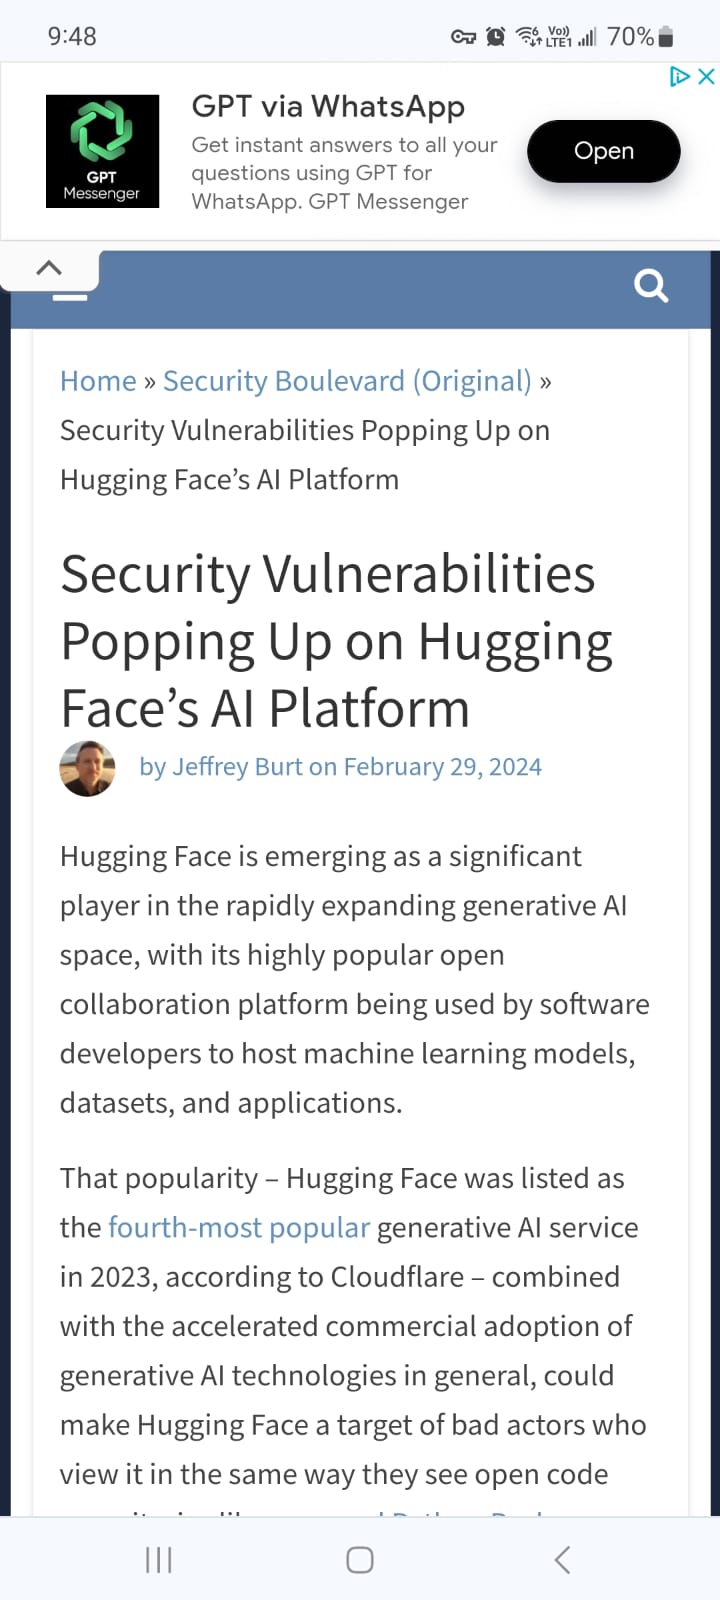 9:48
Vo)) LTE1 70%
GPT via WhatsApp
Get instant answers to all your
questions using GPT for
WhatsApp. GPT Messenger
Open
GPT
Messenger
Home » Security Boulevard (Original) »
Security Vulnerabilities Popping Up on
Hugging Face’s AI Platform
Security Vulnerabilities
Popping Up on Hugging
Face’s AI Platform
by Jeffrey Burt on February 29, 2024
Hugging Face is emerging as a significant
player in the rapidly expanding generative AI
space, with its highly popular open
collaboration platform being used by software
developers to host machine learning models,
datasets, and applications.
That popularity – Hugging Face was listed as
the fourth-most popular generative AI service
in 2023, according to Cloudflare – combined
with the accelerated commercial adoption of
generative AI technologies in general, could
make Hugging Face a target of bad actors who
view it in the same way they see open code